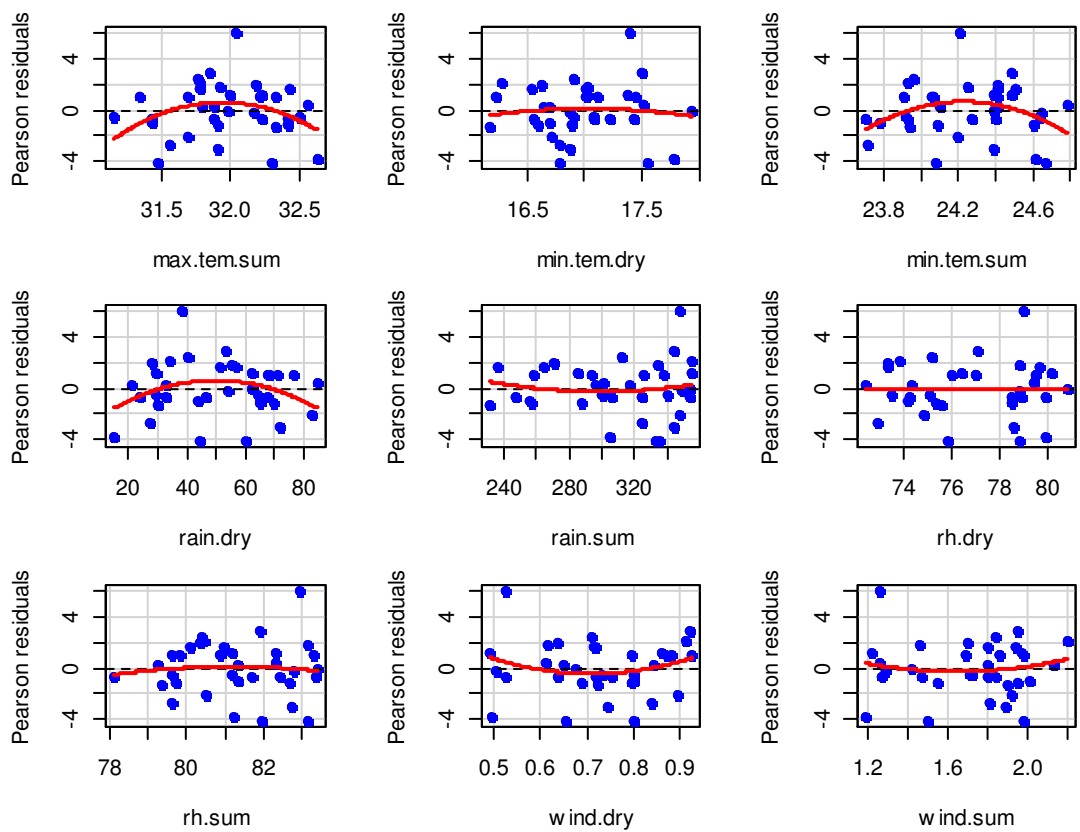 Pearson residuals
4
0
-4
31.5 32.0 32.5
max.tem.sum
Pearson residuals
4
0
-4
16.5 17.5
min.tem.dry
Pearson residuals
4
0
-4
23.8 24.2 24.6
min.tem.sum
Pearson residuals
4
0
-4
20 40 60 80
rain.dry
Pearson residuals
4
0
-4
240 280 320
rain.sum
Pearson residuals
4
0
-4
74 76 78 80
rh.dry
Pearson residuals
4
0
-4
78 80 82
rh.sum
Pearson residuals
4
0
-4
0.5 0.6 0.7 0.8 0.9
wind.dry
Pearson residuals
4
0
-4
1.2 1.6 2.0
wind.sum